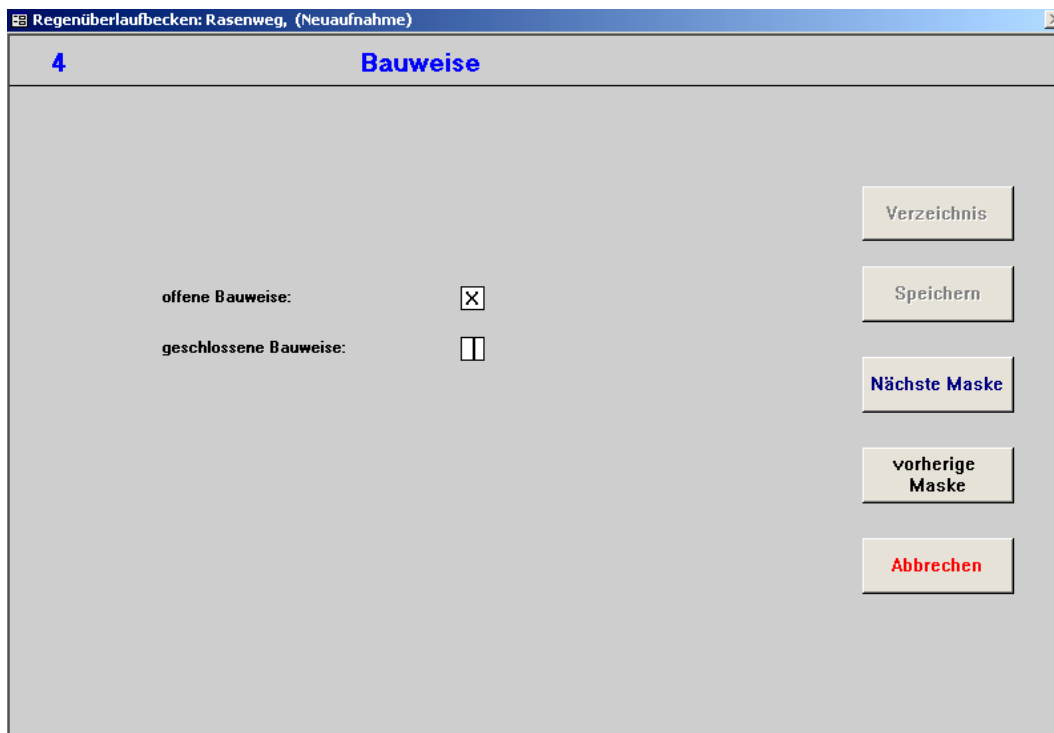 Regenüberlaufbecken: Rasenweg, (Neuaufnahme)
4 Bauweise
Verzeichnis
offene Bauweise: X
Speichern
geschlossene Bauweise:
Nächste Maske
vorherige
Maske
Abbrechen